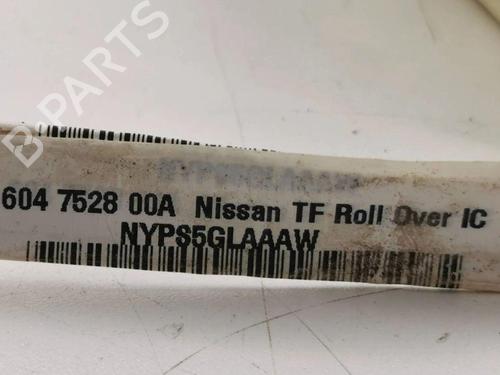 B-PARTS
604 7528 00A Nissan TF Roll Over IC
NYPS5GLAAAW